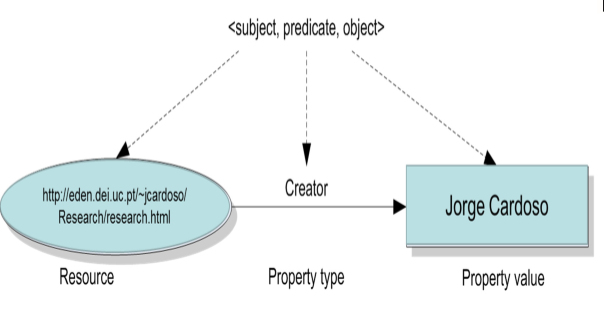 <subject, predicate, object>
Creator
http://eden.dei.uc.pt/~jcardoso/
Research/research.html
Jorge Cardoso
Resource
Property type
Property value